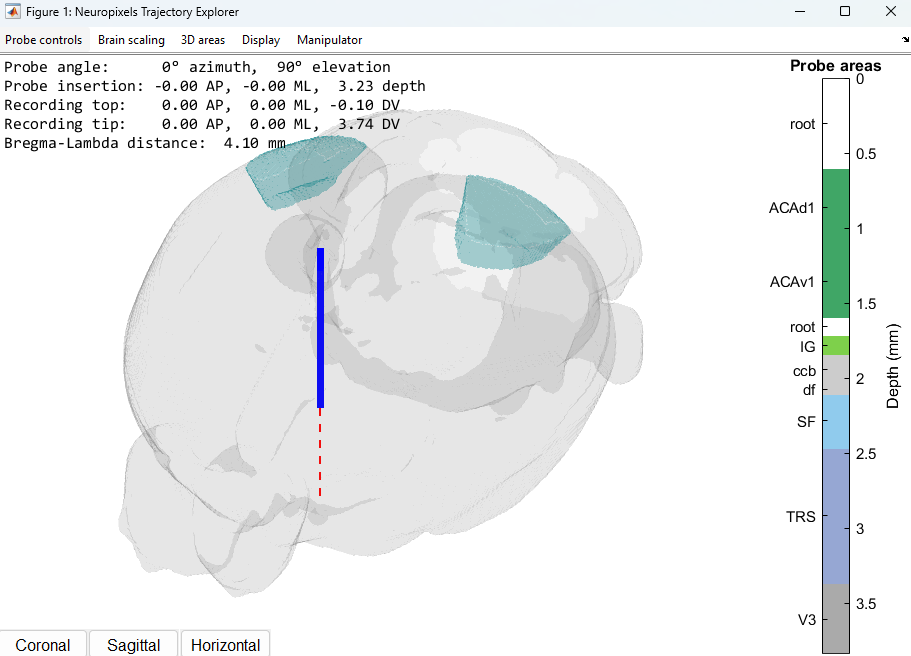 Figure 1: Neuropixels Trajectory Explorer
Probe controls Brain scaling 3D areas Display Manipulator
Probe angle: 0° azimuth, 90° elevation
Probe insertion: -0.00 AP, -0.00 ML, 3.23 depth
Recording top: 0.00 AP, 0.00 ML, -0.10 DV
Recording tip: 0.00 AP, 0.00 ML, 3.74 DV
Bregma-Lambda distance: 4.10 mm
Probe areas
0
root
0.5
ACAd1
1
ACAv1
1.5
root
IG
ccb
2
df
SF
2.5
TRS
3
3.5
V3
Depth (mm)
Coronal Sagittal Horizontal